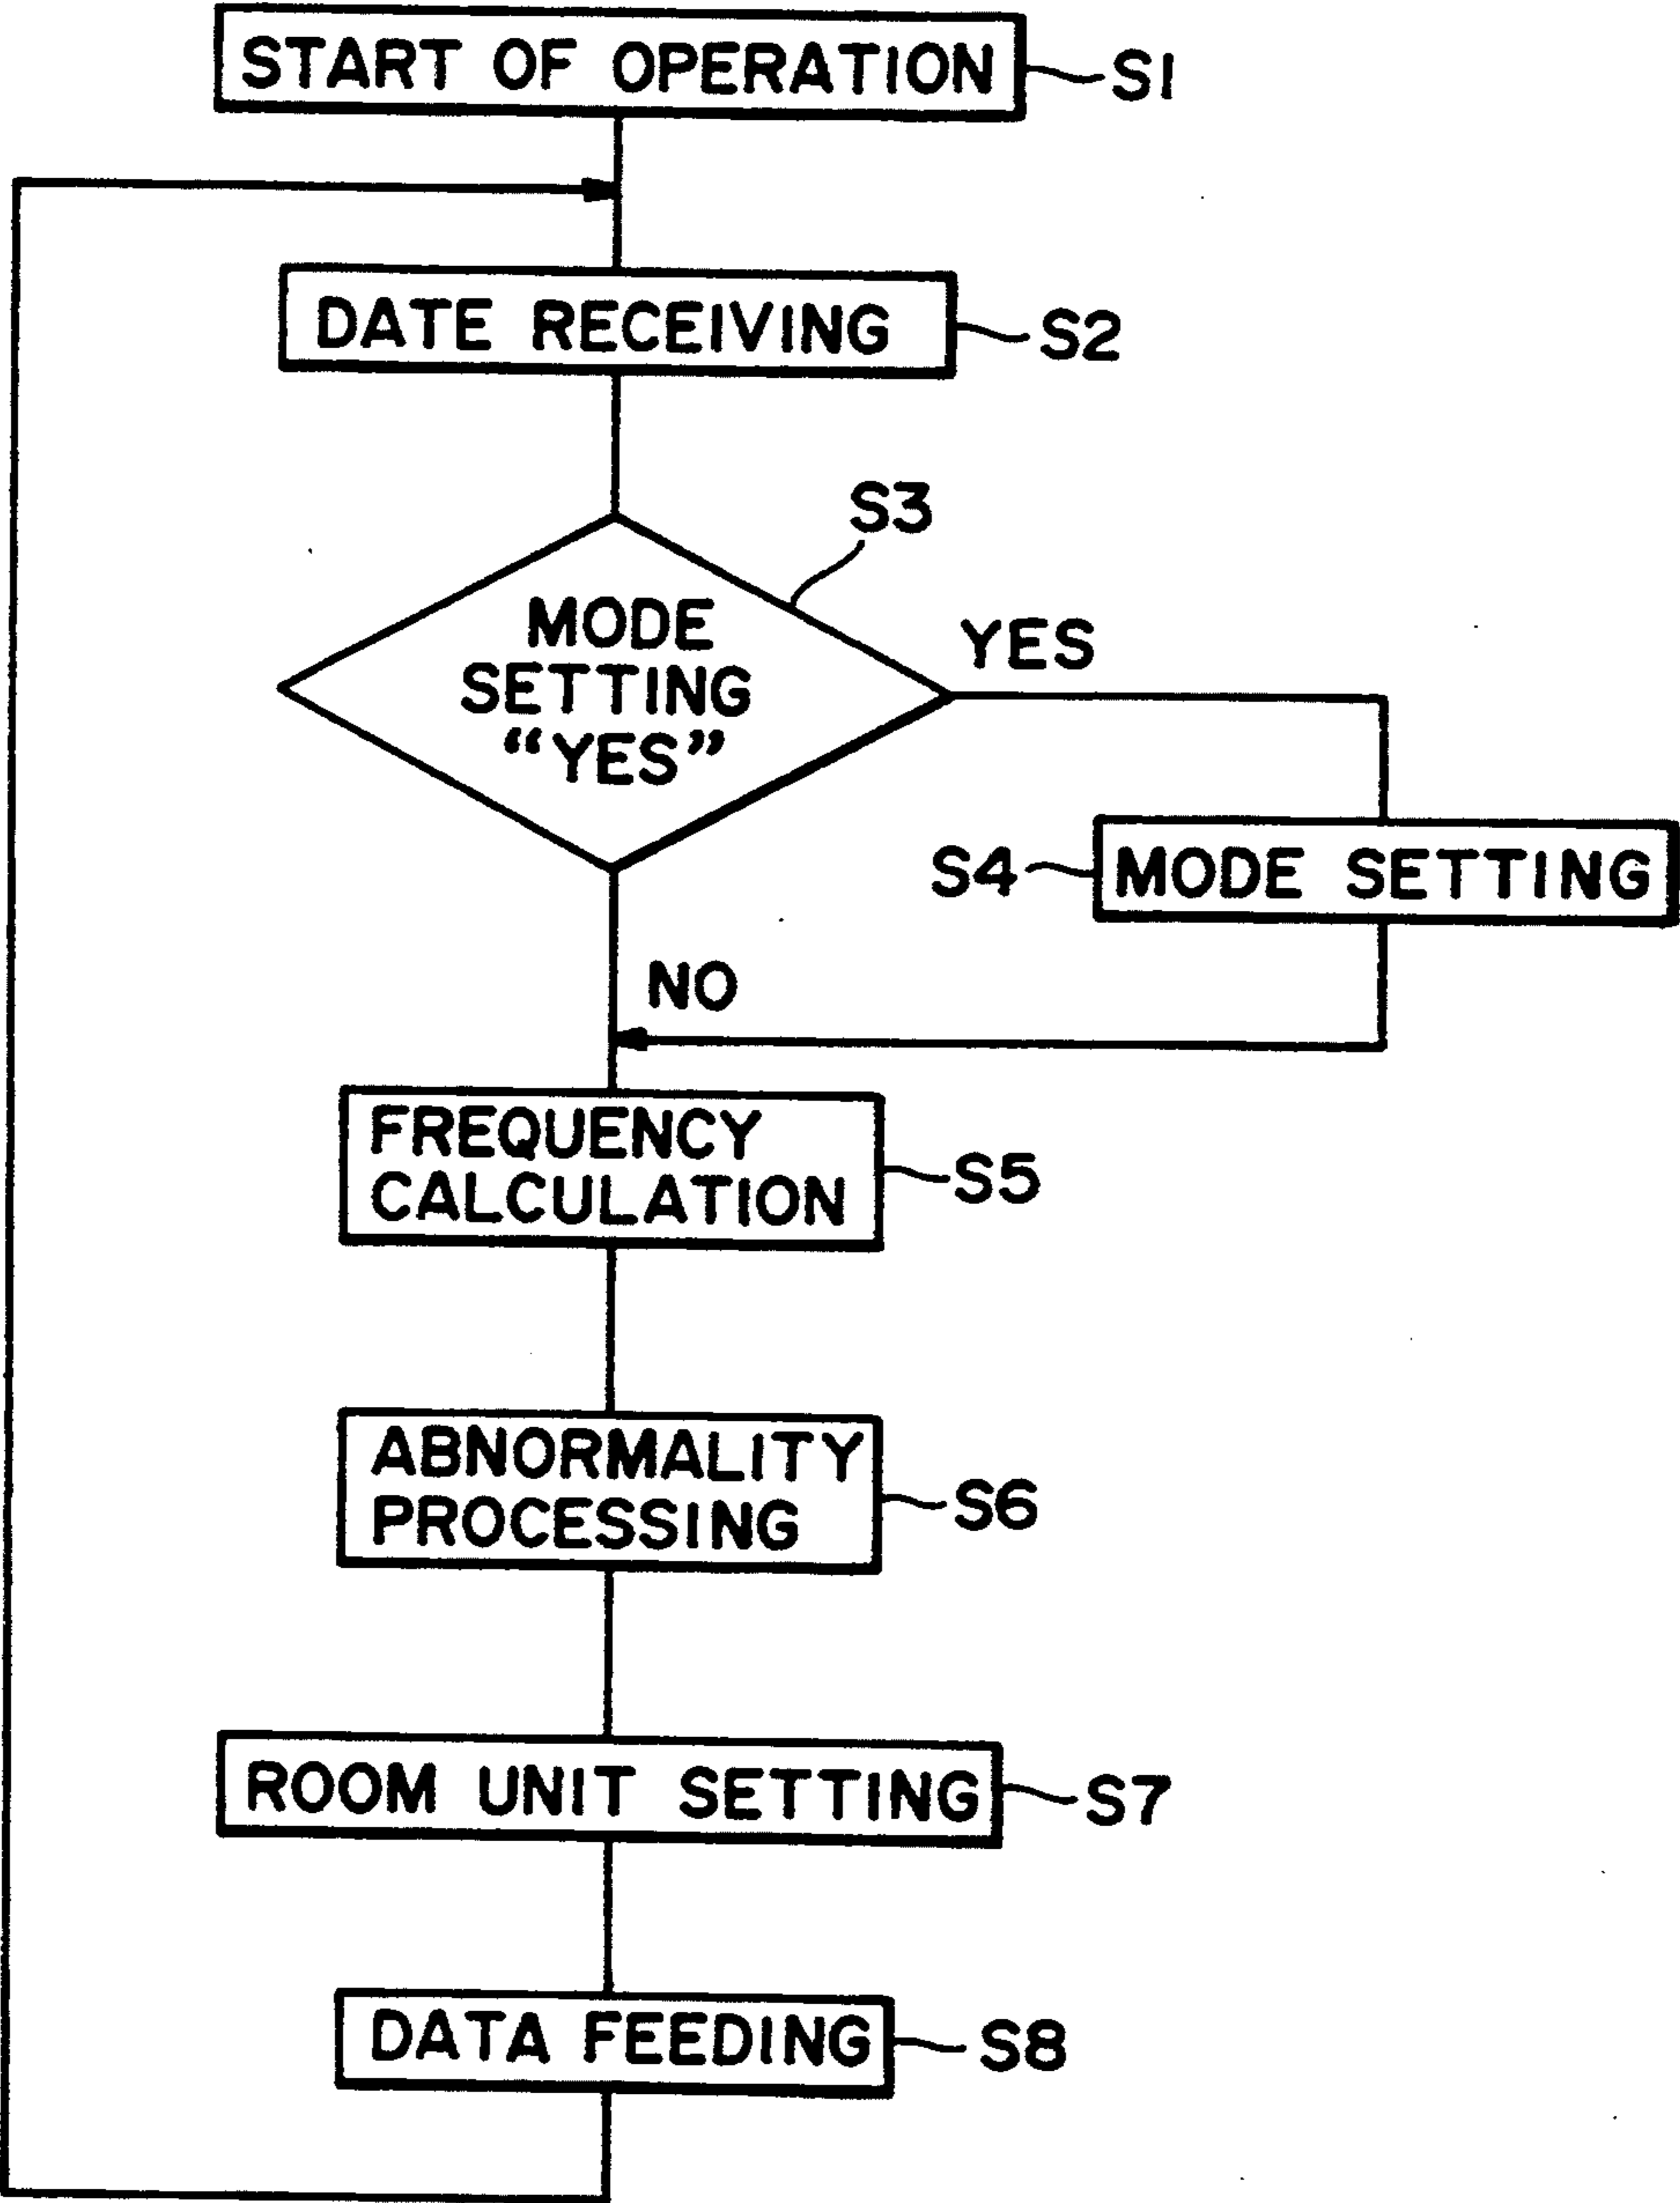 START OF OPERATION
S1
DATE RECEIVING
S2
S3
MODE
SETTING
“YES”
YES
S4
MODE SETTING
NO
FREQUENCY
CALCULATION
S5
ABNORMALITY
PROCESSING
S6
ROOM UNIT SETTING
S7
DATA FEEDING
S8